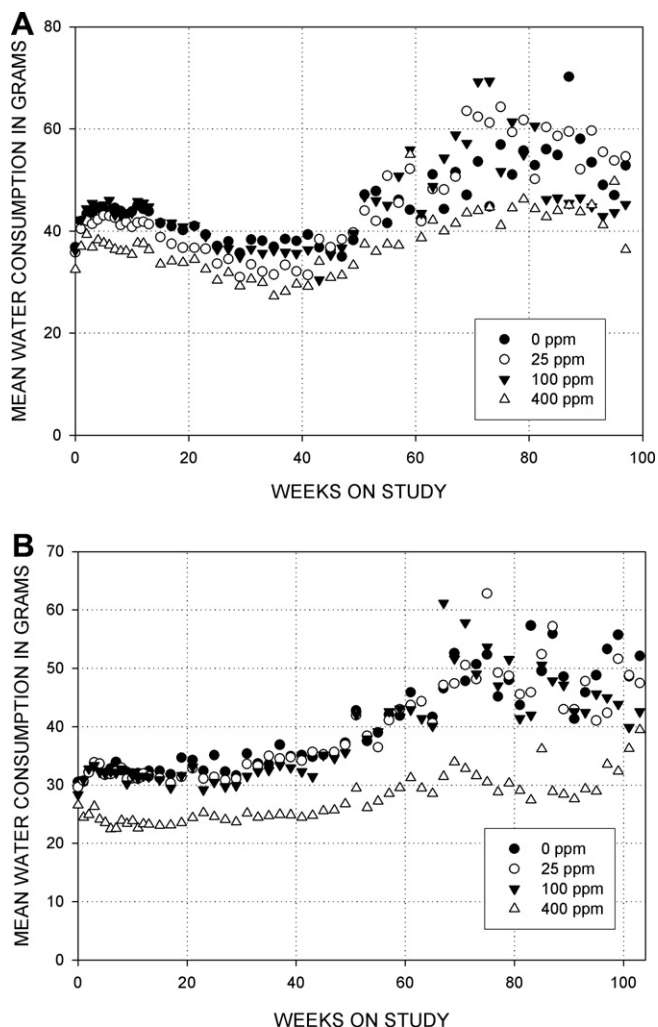 A
MEAN WATER CONSUMPTION IN GRAMS
80
60
40
20
0
0 ppm
25 ppm
100 ppm
400 ppm
0 20 40 60 80 100
WEEKS ON STUDY
B
MEAN WATER CONSUMPTION IN GRAMS
70
60
50
40
30
20
10
0
0 ppm
25 ppm
100 ppm
400 ppm
0 20 40 60 80 100
WEEKS ON STUDY